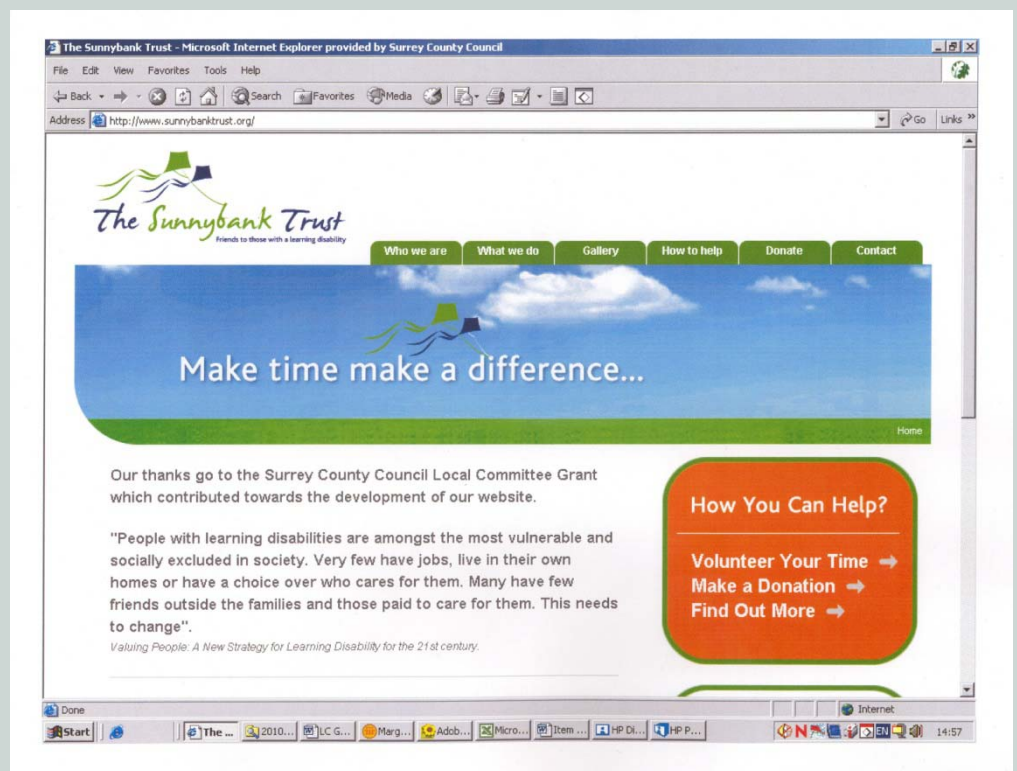 The Sunnybank Trust - Microsoft Internet Explorer provided by Surrey County Council
File Edit View Favorites Tools Help
Back Search Favorites Media
Address http://www.sunnybanktrust.org/ Go Links »
The Sunnybank Trust
Friends to those with a learning disability
Who we are What we do Gallery How to help Donate Contact
Make time make a difference...
Home
Our thanks go to the Surrey County Council Local Committee Grant
which contributed towards the development of our website.
"People with learning disabilities are amongst the most vulnerable and
socially excluded in society. Very few have jobs, live in their own
homes or have a choice over who cares for them. Many have few
friends outside the families and those paid to care for them. This needs
to change".
Valuing People: A New Strategy for Learning Disability for the 21st century.
How You Can Help?
Volunteer Your Time
Make a Donation
Find Out More
Done Internet
Start The ... 2010... LC G... Marg... Adob... Micro... Item ... HP Di... HP P... N EN 14:57